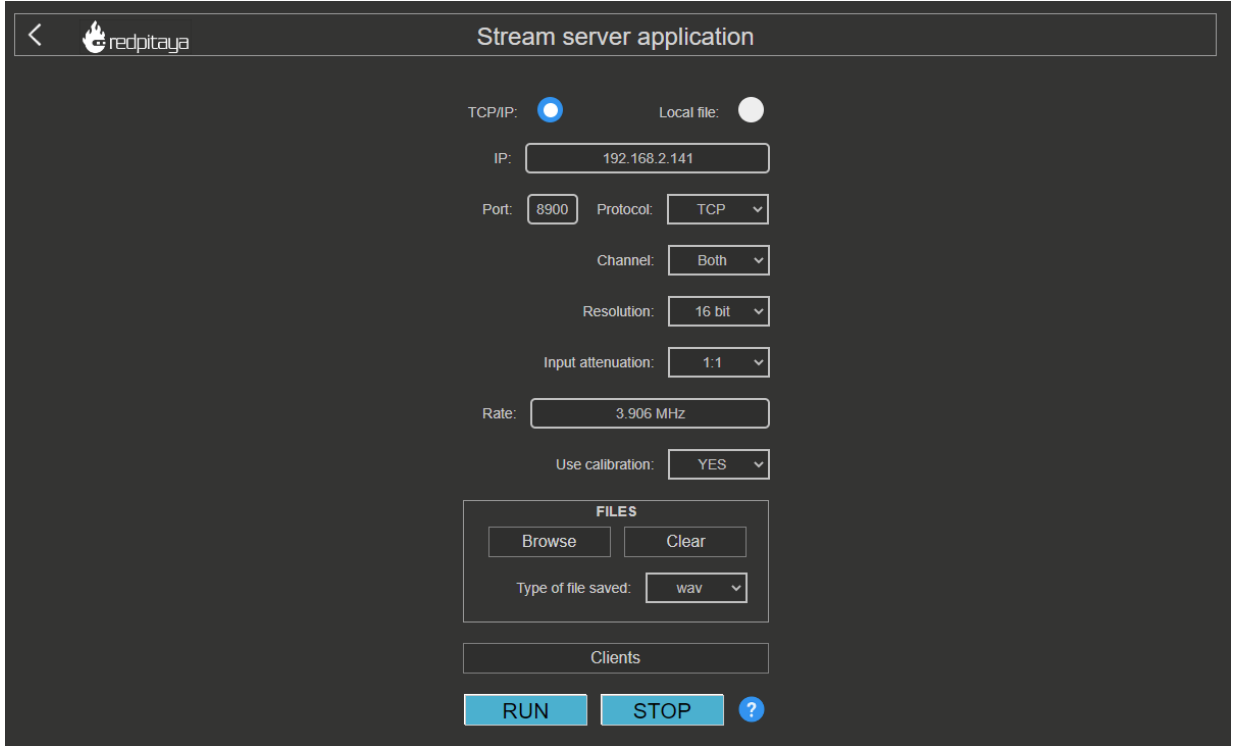 redpitaya Stream server application
TCP/IP: Local file:
IP: 192.168.2.141
Port: 8900 Protocol: TCP
Channel: Both
Resolution: 16 bit
Input attenuation: 1:1
Rate: 3.906 MHz
Use calibration: YES
FILES
Browse Clear
Type of file saved: wav
Clients
RUN STOP ?